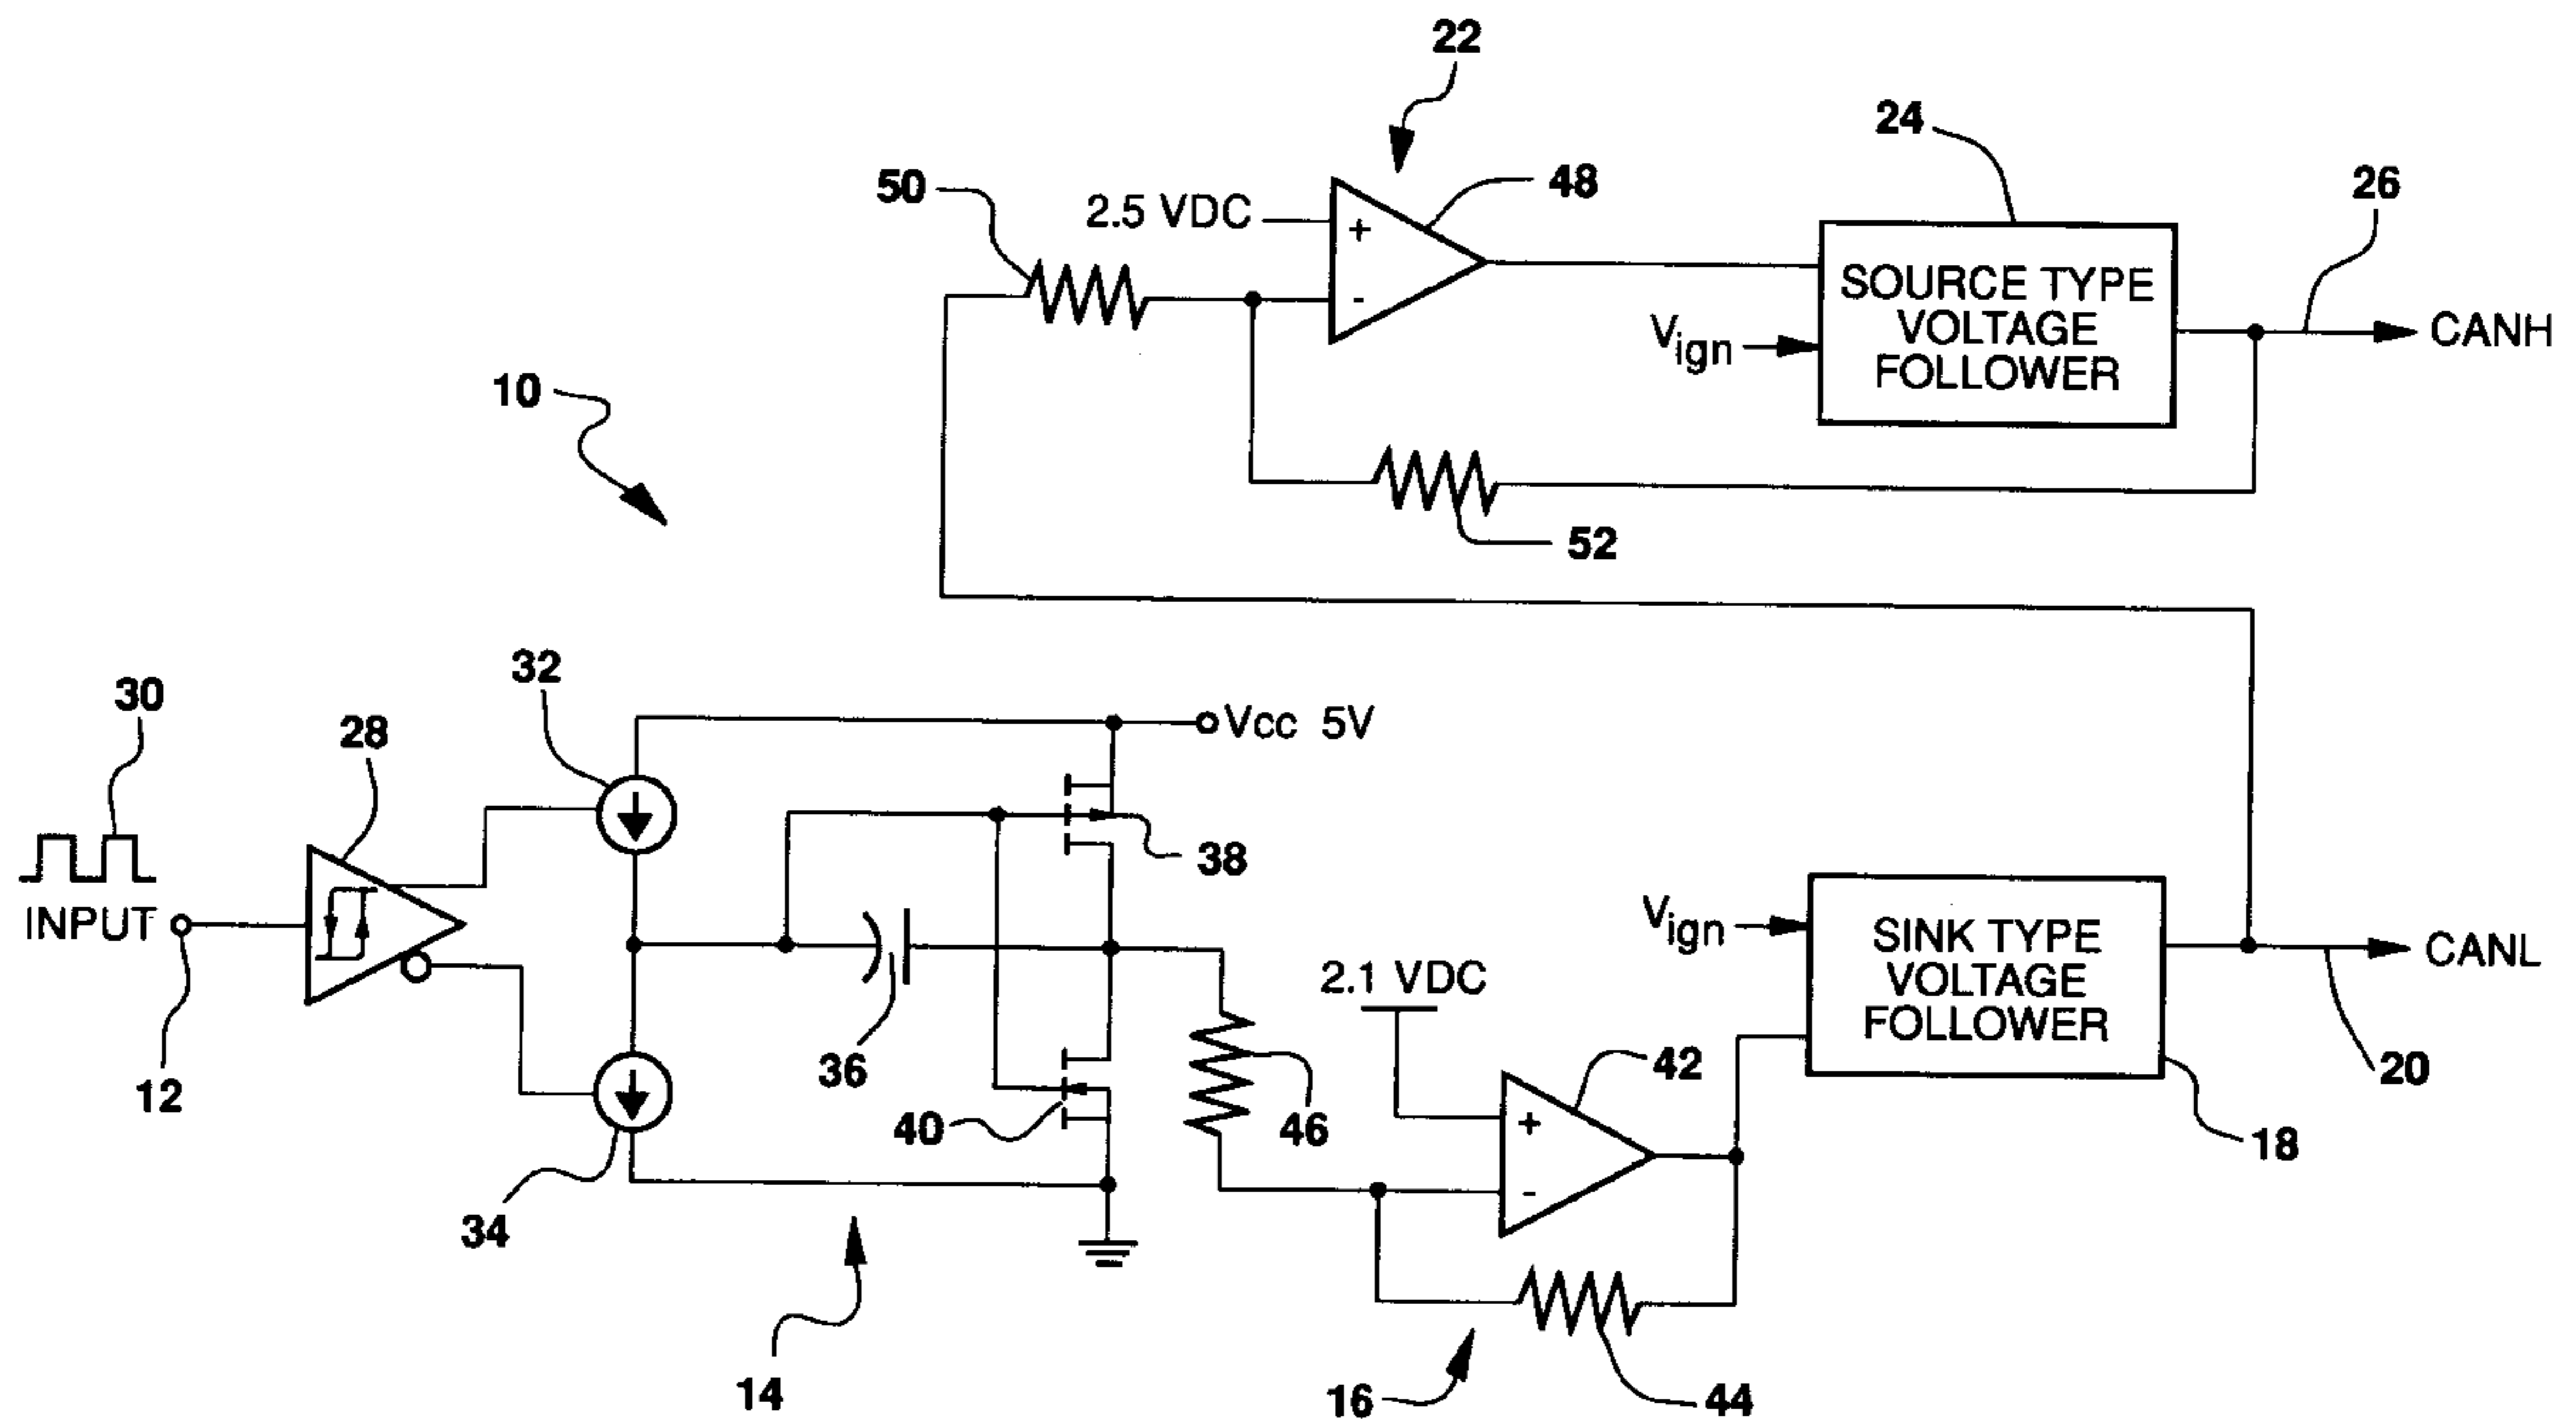 22
24
50
2.5 VDC
+
-
48
26
SOURCE TYPE
VOLTAGE
FOLLOWER
Vign
CANH
10
52
32
30
28
Vcc 5V
38
INPUT
12
36
34
40
14
46
2.1 VDC
+
-
42
Vign
SINK TYPE
VOLTAGE
FOLLOWER
CANL
20
18
16
44